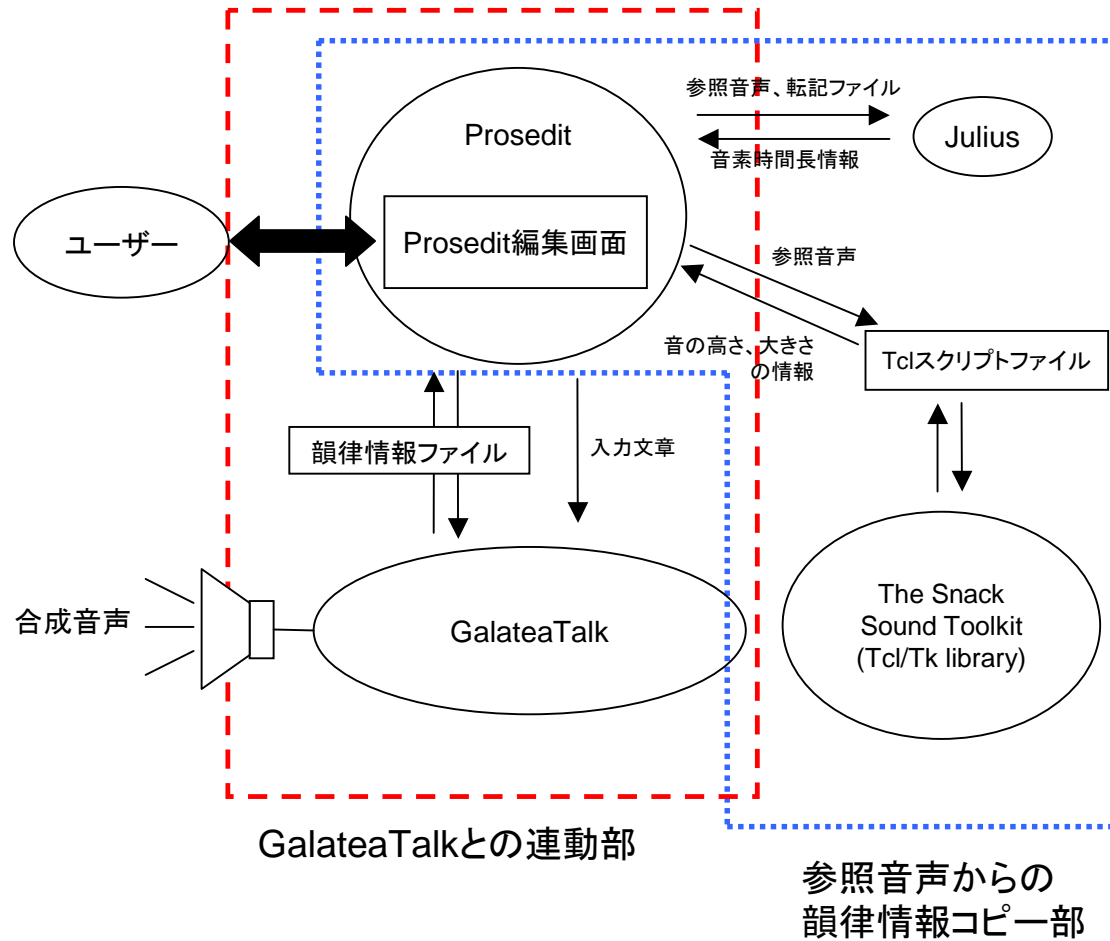 参照音声、転記ファイル
Prosedit
Julius
音素時間長情報
ユーザー
Prosedit編集画面
参照音声
音の高さ、大きさ
の情報
Tclスクリプトファイル
韻律情報ファイル
入力文章
The Snack
Sound Toolkit
(Tcl/Tk library)
合成音声
GalateaTalk
GalateaTalkとの連動部
参照音声からの
韻律情報コピー部